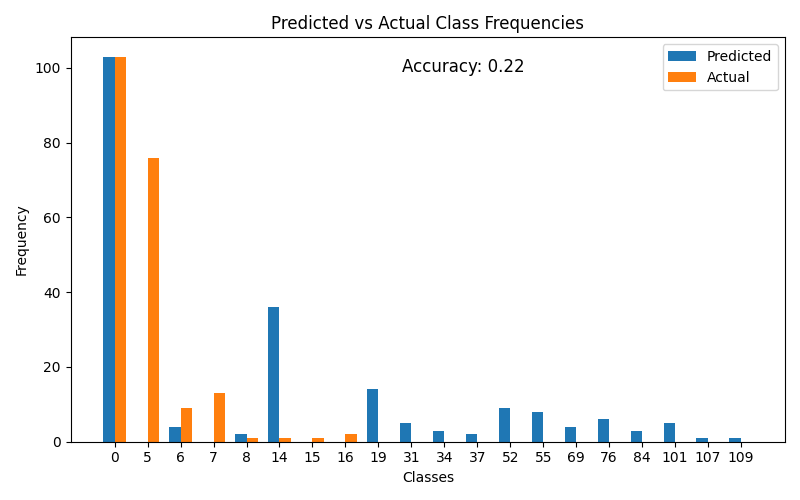 Predicted vs Actual Class Frequencies
Accuracy: 0.22
Predicted
Actual
Frequency
100
80
60
40
20
0
0 5 6 7 8 14 15 16 19 31 34 37 52 55 69 76 84 101 107 109
Classes